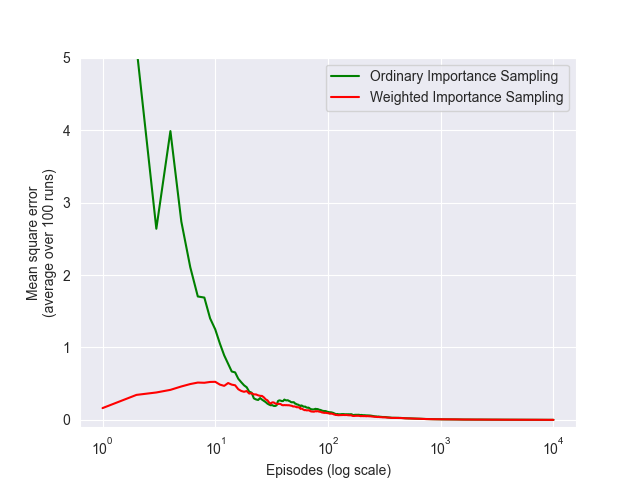 Ordinary Importance Sampling
Weighted Importance Sampling
5
4
3
2
1
0
Mean square error
(average over 100 runs)
10^0
10^1
10^2
10^3
10^4
Episodes (log scale)